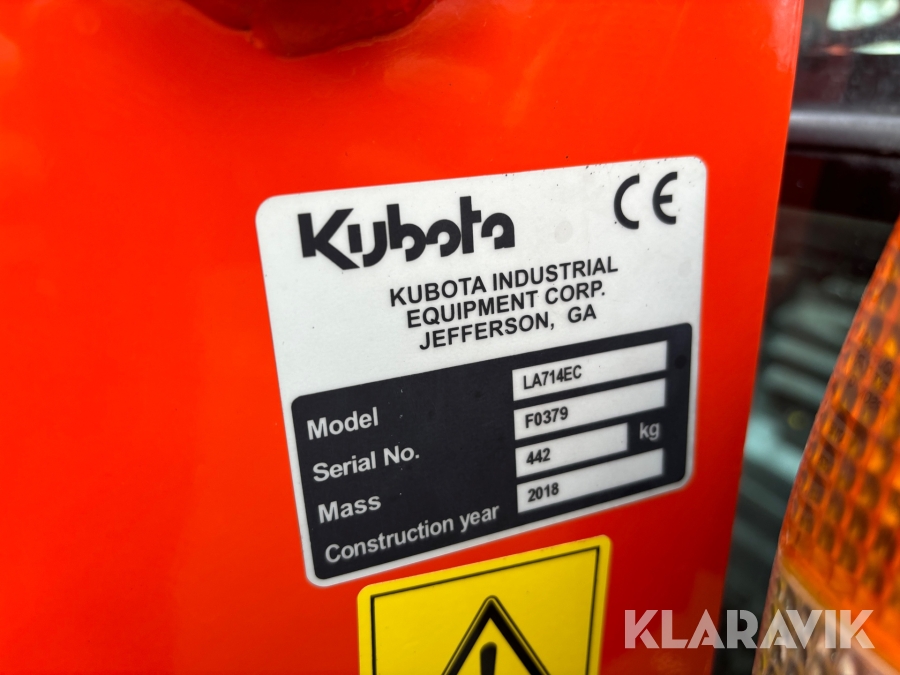 Kubota CE
KUBOTA INDUSTRIAL
EQUIPMENT CORP.
JEFFERSON, GA
Model LA714EC
Serial No. F0379
Mass 442 kg
Construction year 2018
KLARAVIK